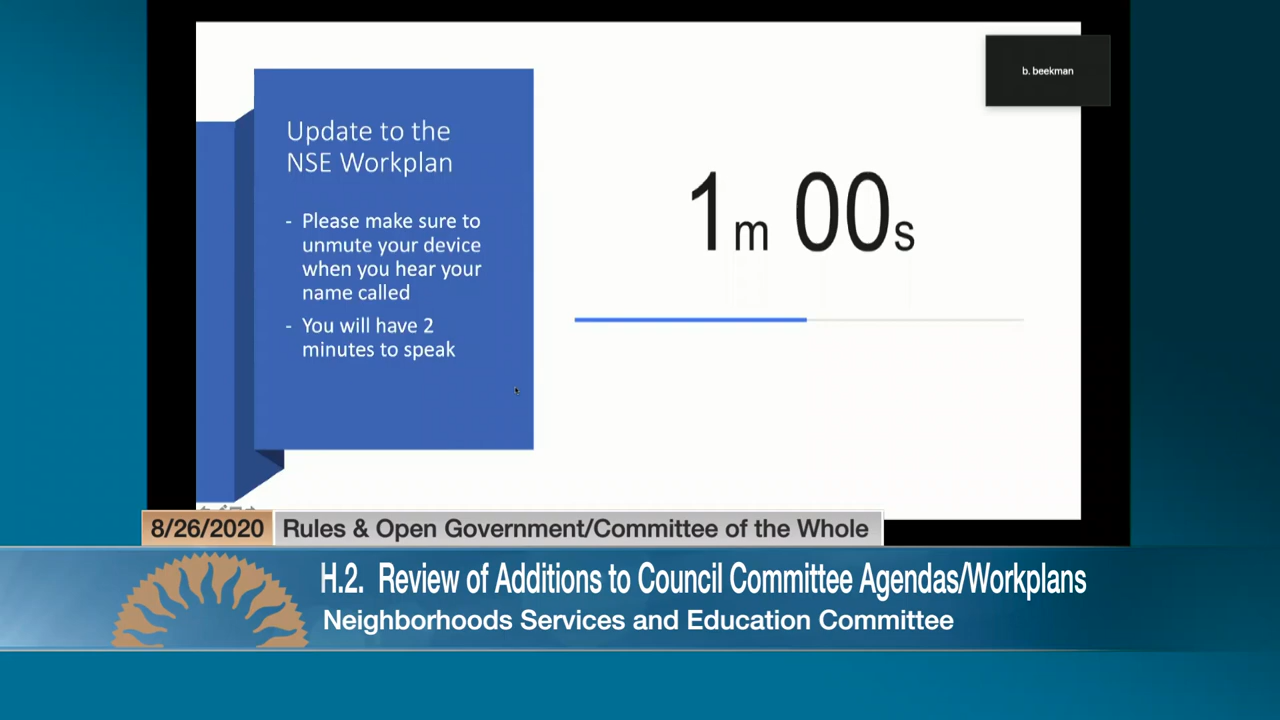 b. beekman
Update to the
NSE Workplan
- Please make sure to
unmute your device
when you hear your
name called
- You will have 2
minutes to speak
1m 00s
8/26/2020 Rules & Open Government/Committee of the Whole
H.2. Review of Additions to Council Committee Agendas/Workplans
Neighborhoods Services and Education Committee